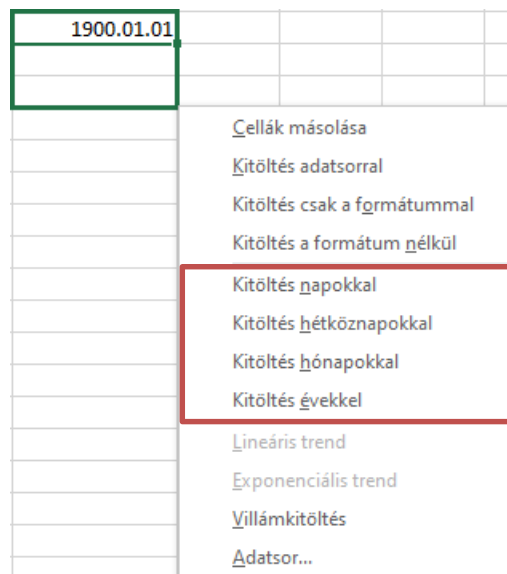 1900.01.01
Cellák másolása
Kitöltés adatsorral
Kitöltés csak a formátummal
Kitöltés a formátum nélkül
Kitöltés napokkal
Kitöltés hétköznapokkal
Kitöltés hónapokkal
Kitöltés évekkel
Lineáris trend
Exponenciális trend
Villámkitöltés
Adatsor...